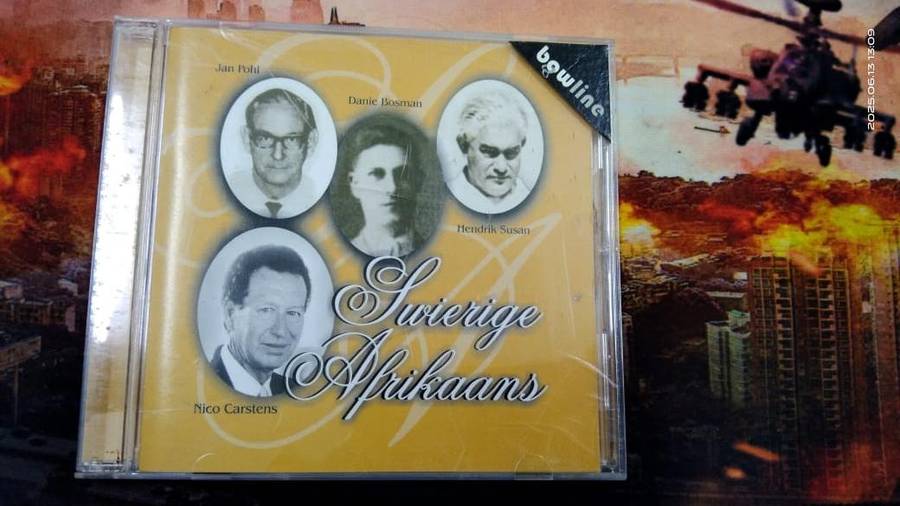 bowline
Jan Pohl
Danie Bosman
Hendrik Susan
Swierige
Afrikaans
Nico Carstens
2025.06.13 13:09